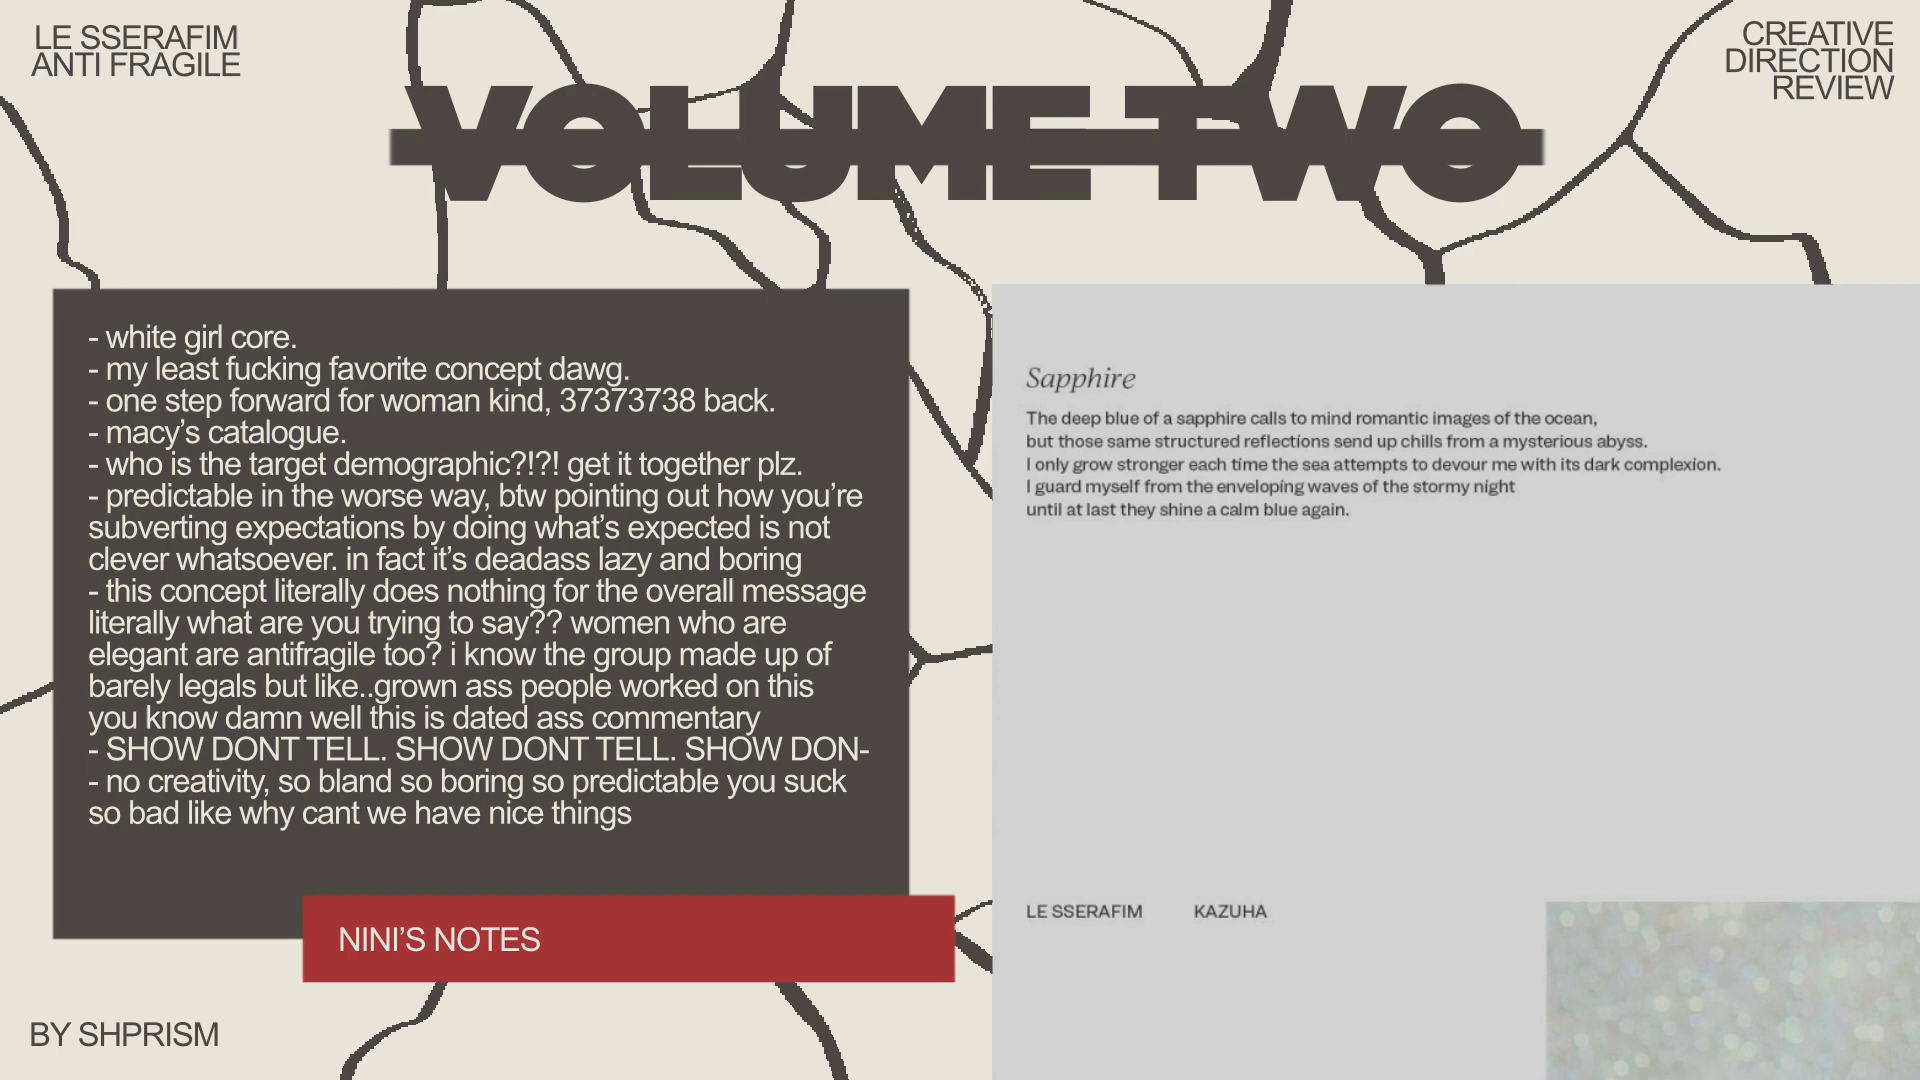 LE SSERAFIM
ANTI FRAGILE
CREATIVE
DIRECTION
REVIEW
VOLUME TWO
- white girl core.
- my least fucking favorite concept dawg.
- one step forward for woman kind, 37373738 back.
- macy's catalogue.
- who is the target demographic?!?! get it together plz.
- predictable in the worse way, btw pointing out how you're
subverting expectations by doing what's expected is not
clever whatsoever. in fact it's deadass lazy and boring
- this concept literally does nothing for the overall message
literally what are you trying to say?? women who are
elegant are antifragile too? i know the group made up of
barely legals but like..grown ass people worked on this
you know damn well this is dated ass commentary
- SHOW DONT TELL. SHOW DONT TELL. SHOW DON-
- no creativity, so bland so boring so predictable you suck
so bad like why cant we have nice things
NINI'S NOTES
BY SHPRISM
Sapphire
The deep blue of a sapphire calls to mind romantic images of the ocean,
but those same structured reflections send up chills from a mysterious abyss.
I only grow stronger each time the sea attempts to devour me with its dark complexion.
I guard myself from the enveloping waves of the stormy night
until at last they shine a calm blue again.
LE SSERAFIM KAZUHA